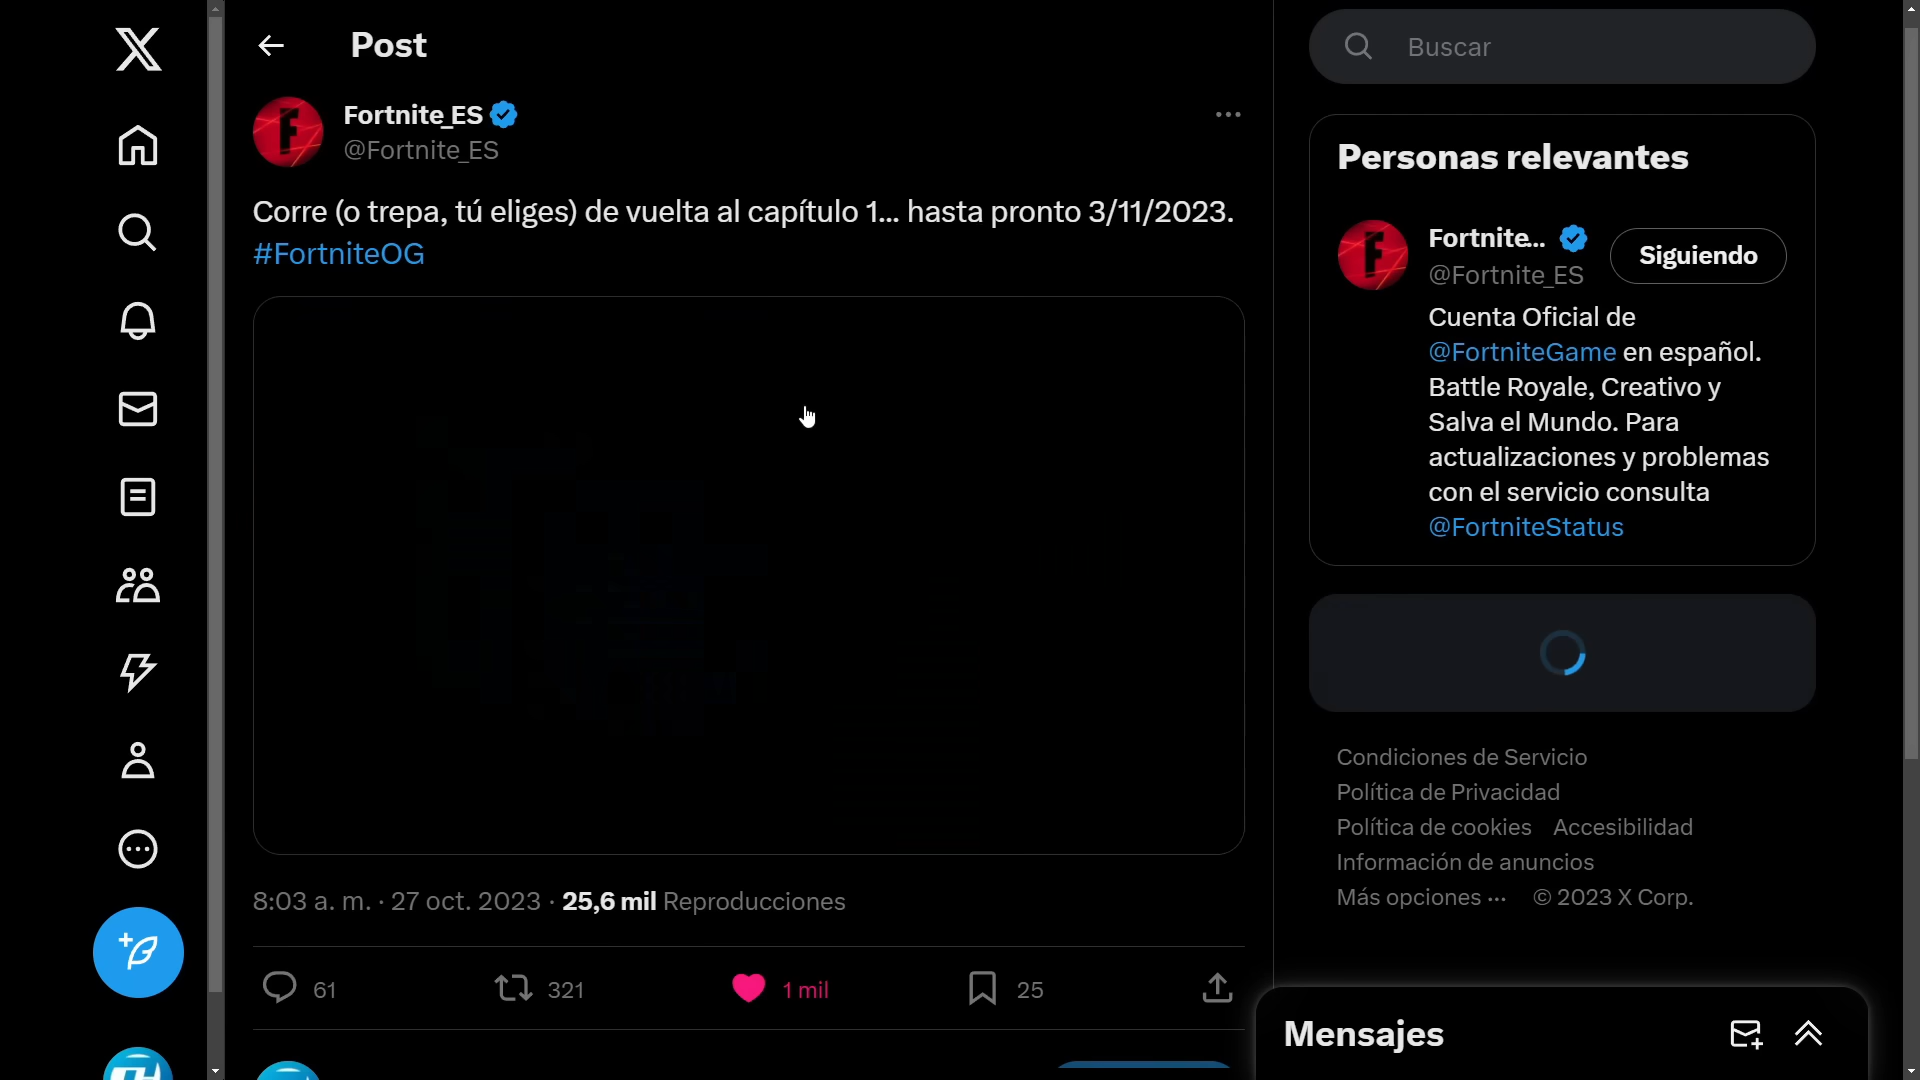 Post
Fortnite_ES
@Fortnite_ES
Corre (o trepa, tú eliges) de vuelta al capítulo 1... hasta pronto 3/11/2023.
#FortniteOG
8:03 a. m. · 27 oct. 2023 · 25,6 mil Reproducciones
61
321
1 mil
25
Buscar
Personas relevantes
Fortnite...
@Fortnite_ES
Siguiendo
Cuenta Oficial de
@FortniteGame en español.
Battle Royale, Creativo y
Salva el Mundo. Para
actualizaciones y problemas
con el servicio consulta
@FortniteStatus
Condiciones de Servicio
Política de Privacidad
Política de cookies Accesibilidad
Información de anuncios
Más opciones ··· © 2023 X Corp.
Mensajes